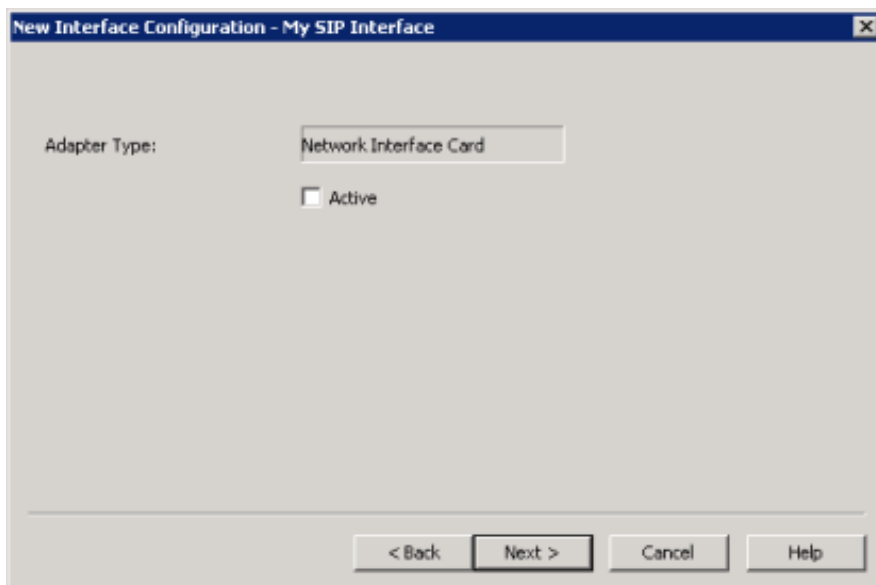 New Interface Configuration - My SIP Interface
Adapter Type: Network Interface Card
Active
< Back Next > Cancel Help